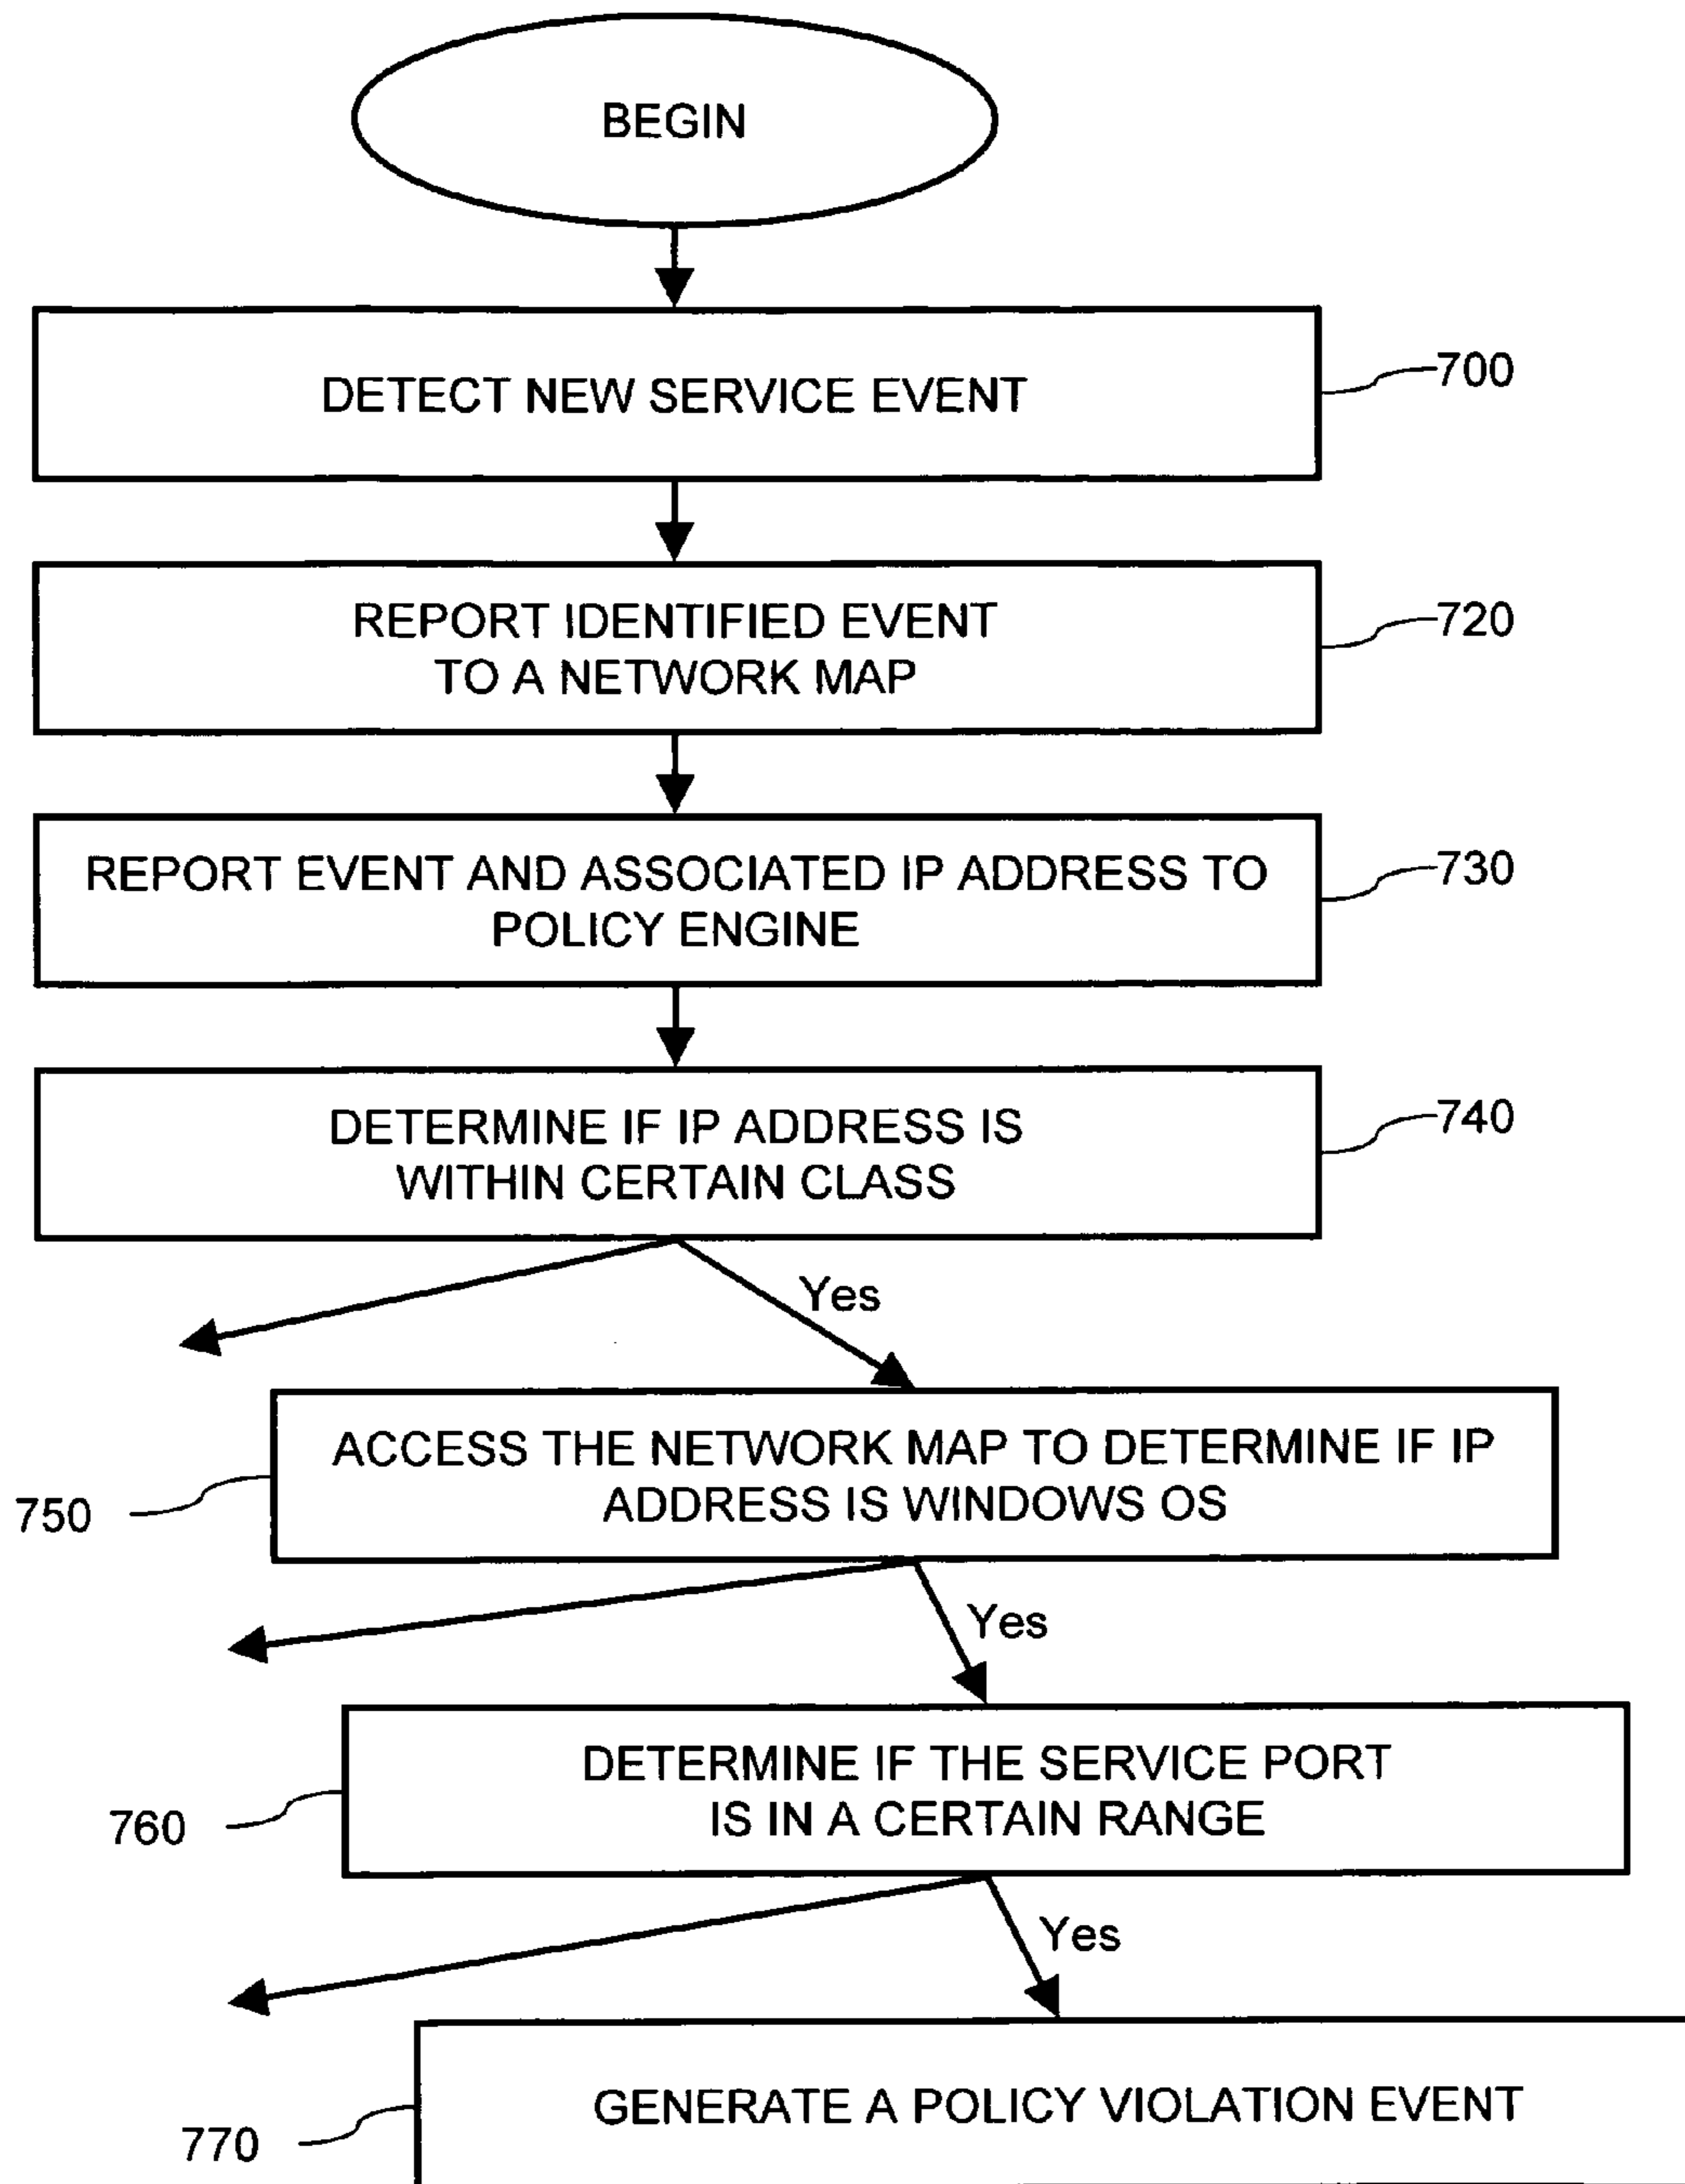 BEGIN
DETECT NEW SERVICE EVENT
700
REPORT IDENTIFIED EVENT
TO A NETWORK MAP
720
REPORT EVENT AND ASSOCIATED IP ADDRESS TO
POLICY ENGINE
730
DETERMINE IF IP ADDRESS IS
WITHIN CERTAIN CLASS
740
Yes
ACCESS THE NETWORK MAP TO DETERMINE IF IP
ADDRESS IS WINDOWS OS
750
Yes
DETERMINE IF THE SERVICE PORT
IS IN A CERTAIN RANGE
760
Yes
GENERATE A POLICY VIOLATION EVENT
770